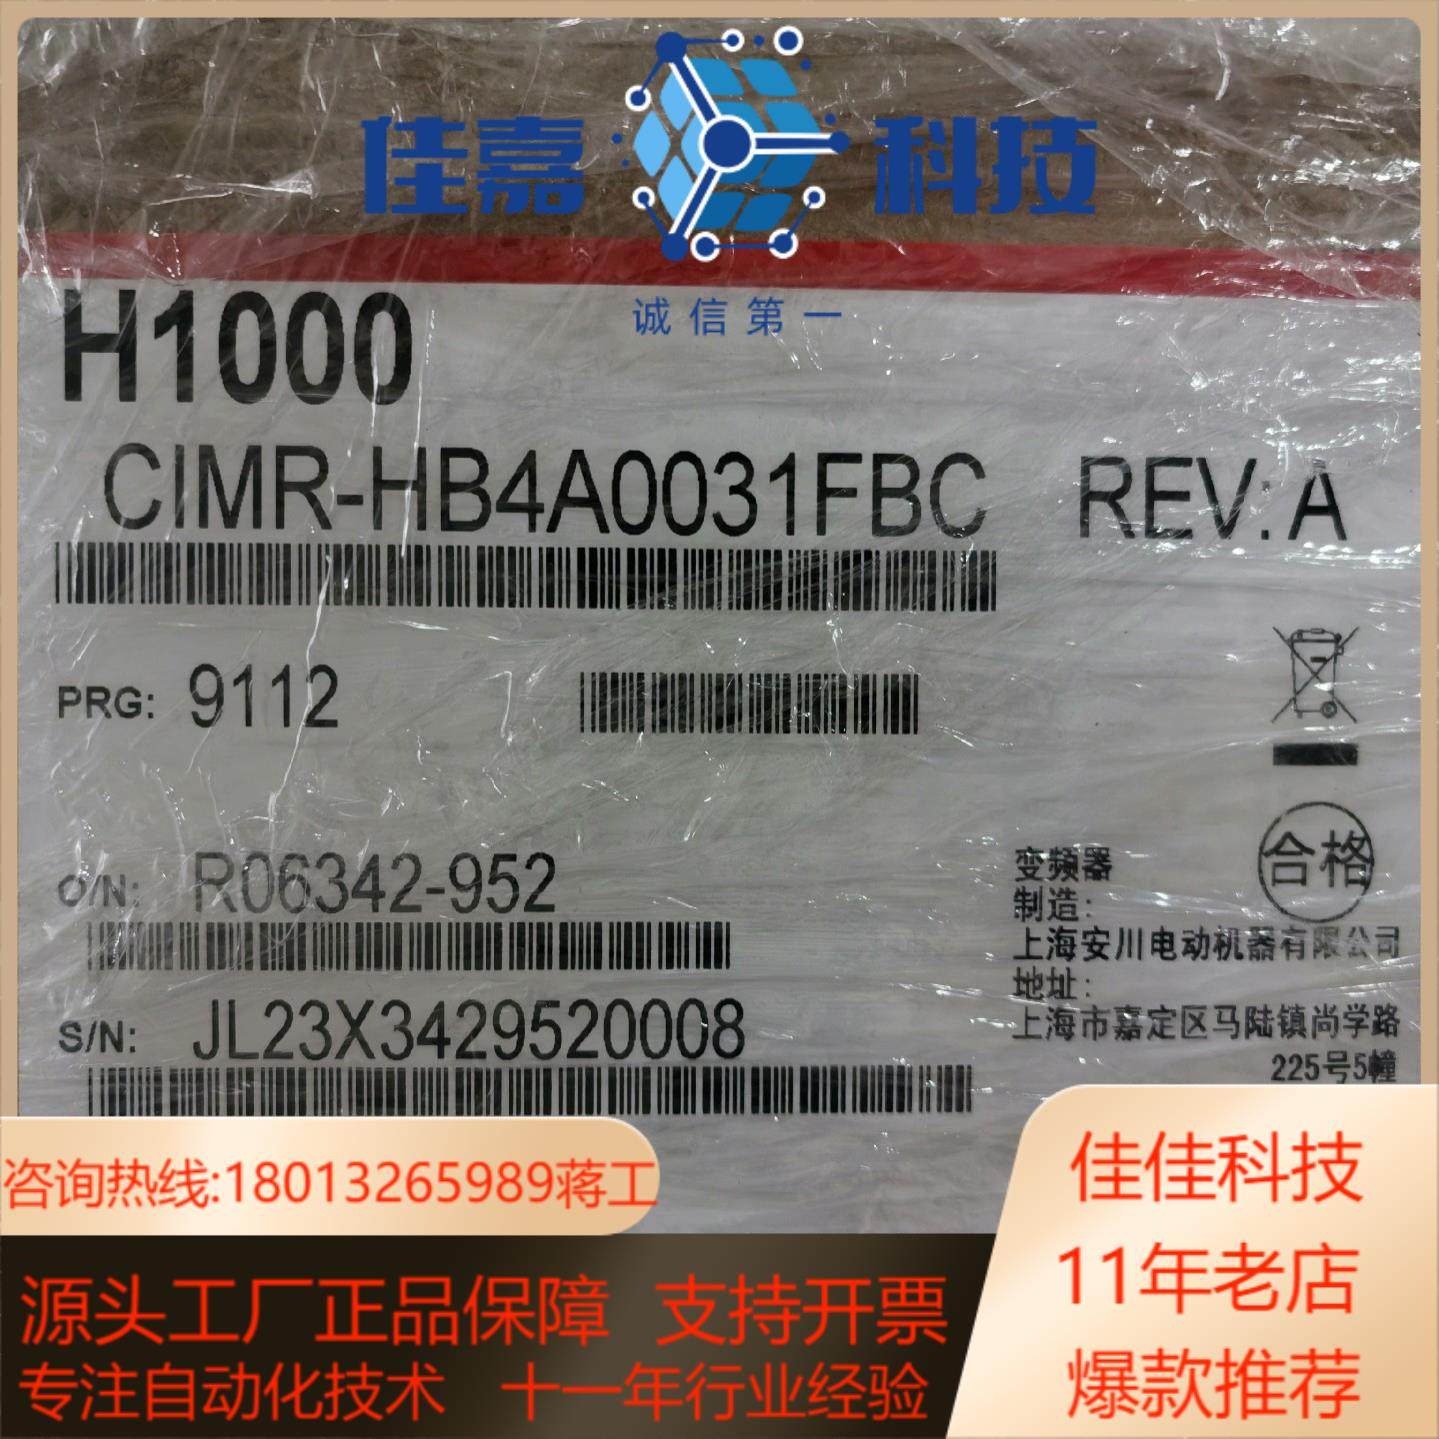 佳嘉 科技
诚信第一
H1000
CIMR-HB4A0031FBC REV: A
PRG: 9112
O/N: R06342-952
S/N: JL23X3429520008
合格
变频器
制造:
上海安川电动机器有限公司
地址:
上海市嘉定区马陆镇尚学路
225号5幢
咨询热线:18013265989蒋工
源头工厂正品保障 支持开票
专注自动化技术 十一年行业经验
佳佳科技
11年老店
爆款推荐